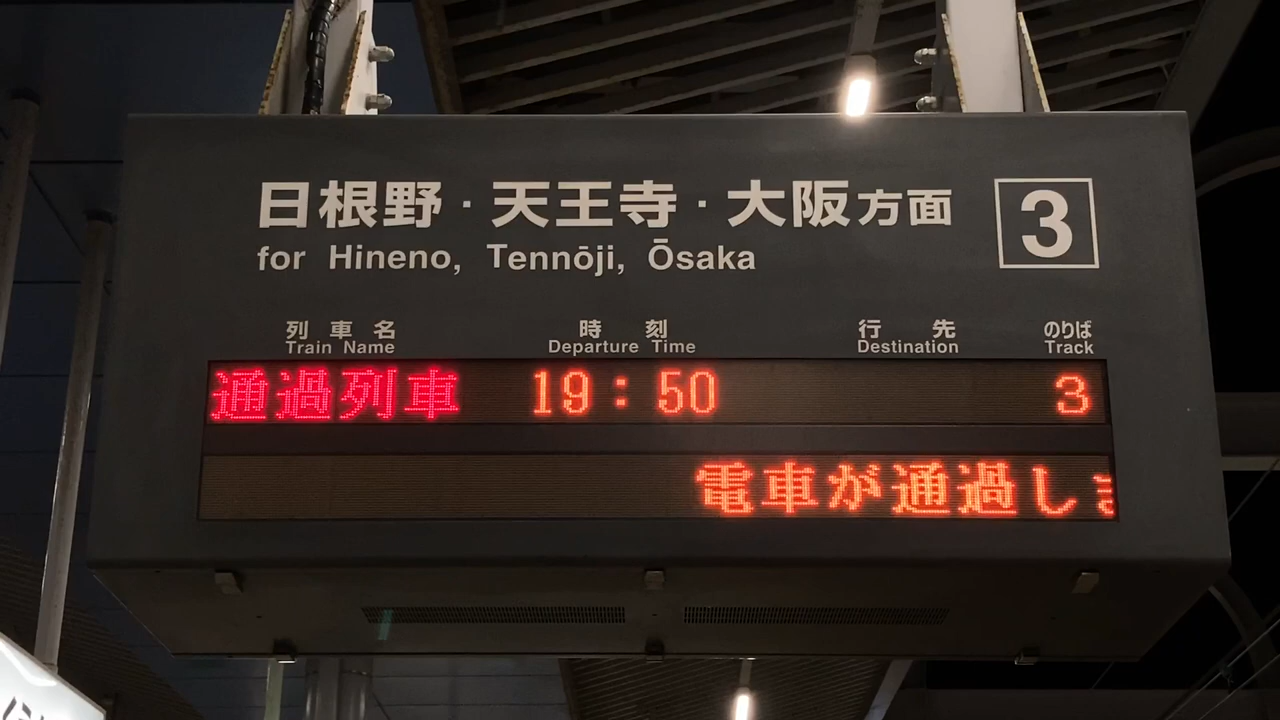 日根野・天王寺・大阪方面 3
for Hineno, Tennōji, Ōsaka
列車名 時刻 行先 のりば
Train Name Departure Time Destination Track
通過列車 19:50 3
電車が通過し